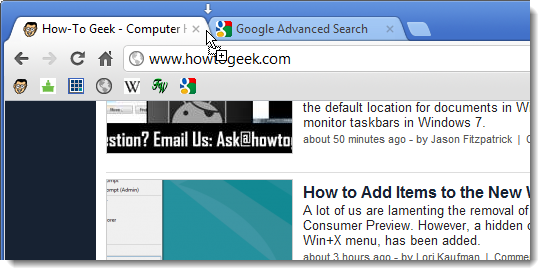 How-To Geek - Computer H
Google Advanced Search
www.howtogeek.com
W
the default location for documents in W
monitor taskbars in Windows 7.
about 50 minutes ago - by Jason Fitzpatrick |
estion? Email Us: Ask@howtog
How to Add Items to the New W
A lot of us are lamenting the removal of
Consumer Preview. However, a hidden
Win+X menu, has been added.
about 3 hours ago - by Lori Kaufman | Comme